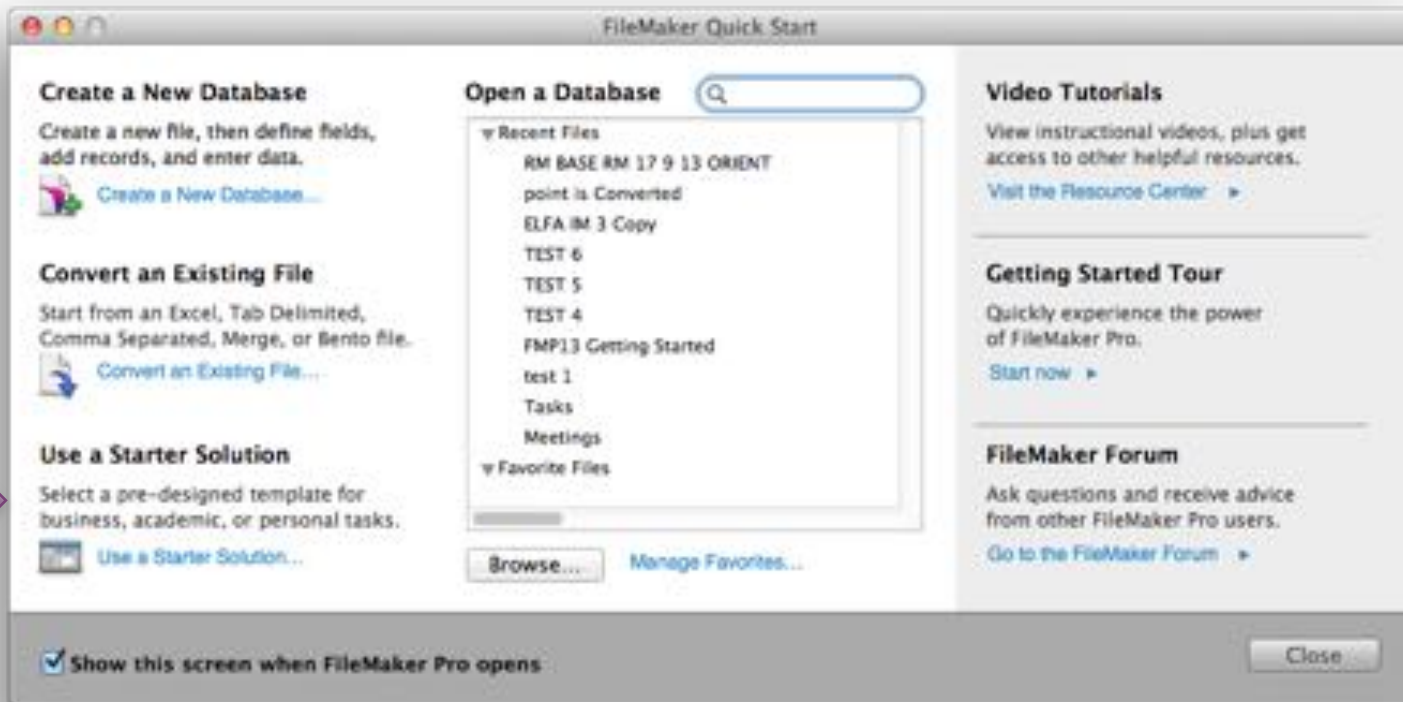 FileMaker Quick Start
Create a New Database
Create a new file, then define fields,
add records, and enter data.
Create a New Database...
Convert an Existing File
Start from an Excel, Tab Delimited,
Comma Separated, Merge, or Bento file.
Convert an Existing File...
Use a Starter Solution
Select a pre-designed template for
business, academic, or personal tasks.
Use a Starter Solution...
Open a Database
Recent Files
RM BASE RM 17 9 13 ORIENT
point is Converted
ELFA IM 3 Copy
TEST 6
TEST 5
TEST 4
FMP13 Getting Started
test 1
Tasks
Meetings
Favorite Files
Browse...
Manage Favorites...
Video Tutorials
View instructional videos, plus get
access to other helpful resources.
Visit the Resource Center
Getting Started Tour
Quickly experience the power
of FileMaker Pro.
Start now
FileMaker Forum
Ask questions and receive advice
from other FileMaker Pro users.
Go to the FileMaker Forum
Show this screen when FileMaker Pro opens
Close